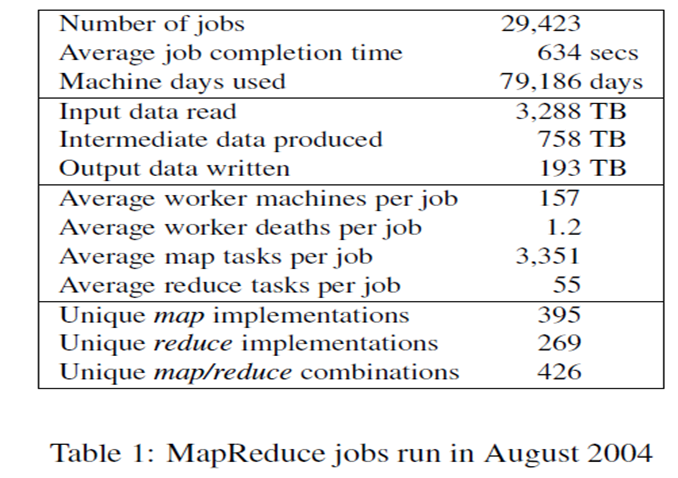 Number of jobs 29,423
Average job completion time 634 secs
Machine days used 79,186 days
Input data read 3,288 TB
Intermediate data produced 758 TB
Output data written 193 TB
Average worker machines per job 157
Average worker deaths per job 1.2
Average map tasks per job 3,351
Average reduce tasks per job 55
Unique map implementations 395
Unique reduce implementations 269
Unique map/reduce combinations 426
Table 1: MapReduce jobs run in August 2004